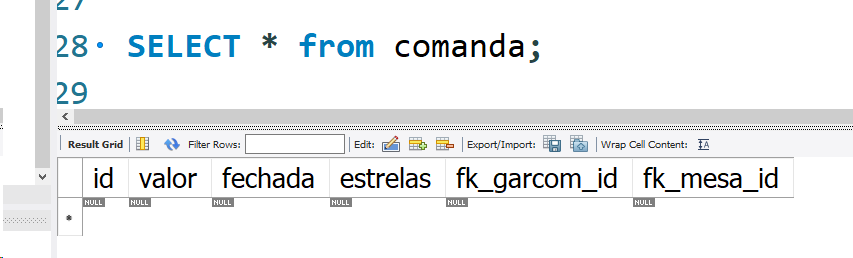 27
28 SELECT * from comanda;
29
Result Grid Filter Rows: Edit: Export/Import: Wrap Cell Content:
id valor fechada estrelas fk_garcom_id fk_mesa_id
* NULL NULL NULL NULL NULL NULL